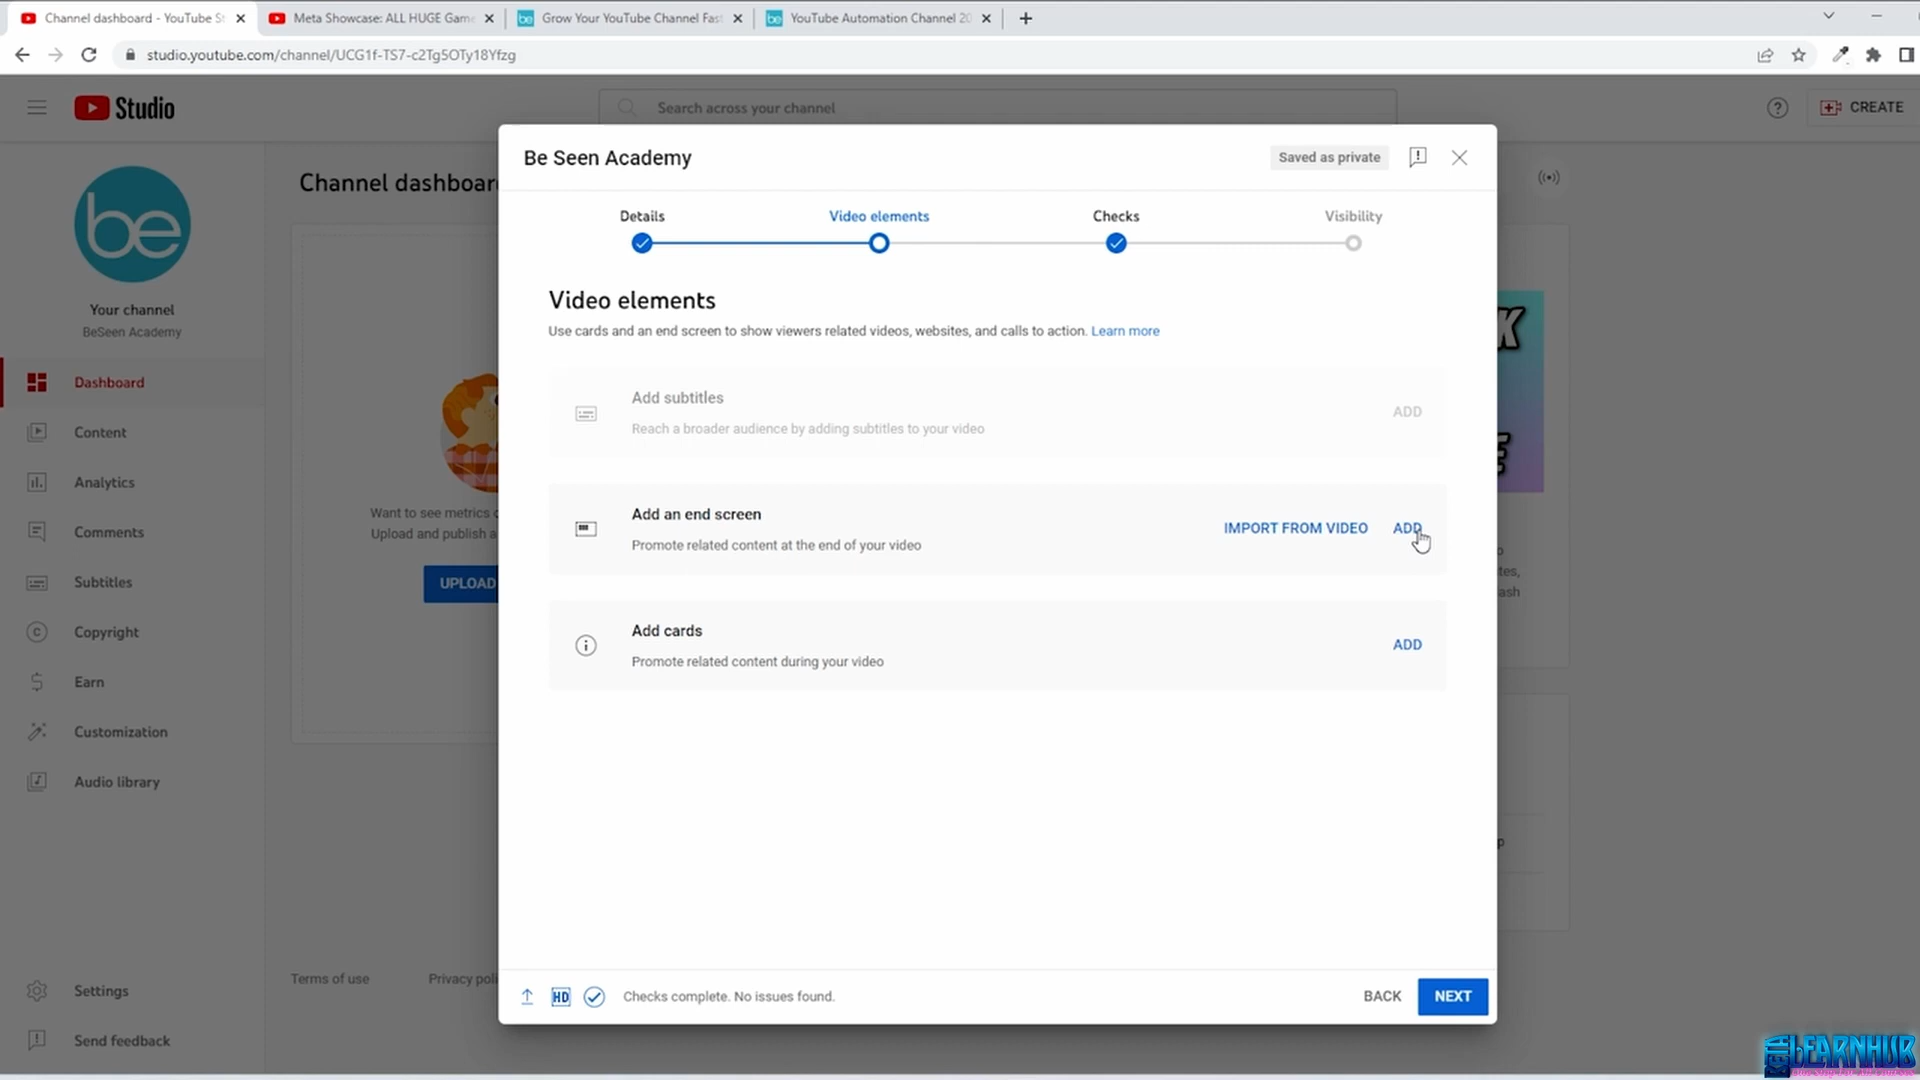 Channel dashboard - YouTube St
Meta Showcase: ALL HUGE Game
Grow Your YouTube Channel Fast
YouTube Automation Channel 20
studio.youtube.com/channel/UCG1f-TS7-c2Tg5OTy18Yfzg
Studio
Search across your channel
CREATE
be
Your channel
BeSeen Academy
Dashboard
Content
Analytics
Comments
Subtitles
Copyright
Earn
Customization
Audio library
Settings
Send feedback
Channel dashboar
Want to see metrics
Upload and publish a
UPLOAD
Terms of use
Privacy poli
Be Seen Academy
Saved as private
Details
Video elements
Checks
Visibility
Video elements
Use cards and an end screen to show viewers related videos, websites, and calls to action. Learn more
Add subtitles
Reach a broader audience by adding subtitles to your video
ADD
Add an end screen
Promote related content at the end of your video
IMPORT FROM VIDEO
ADD
Add cards
Promote related content during your video
ADD
HD
Checks complete. No issues found.
BACK
NEXT
LEARNHUB